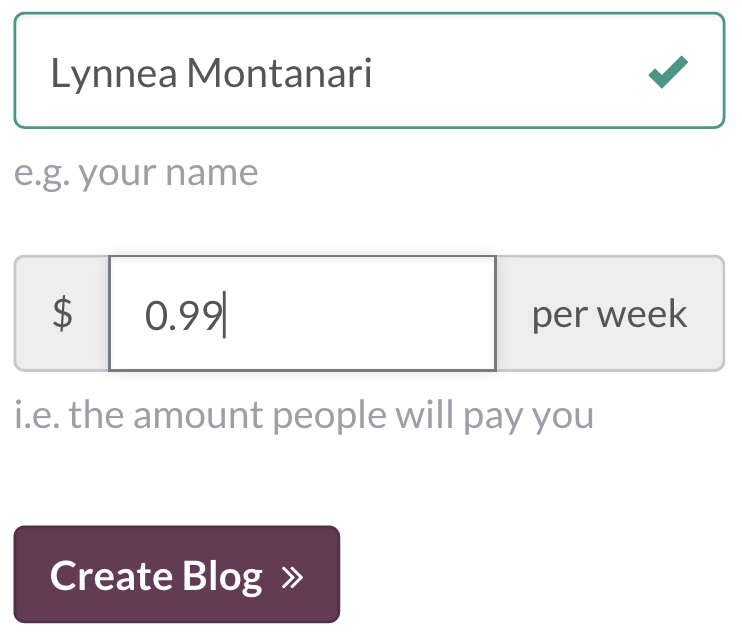 Lynnea Montanari
e.g. your name
$ 0.99 per week
i.e. the amount people will pay you
Create Blog »